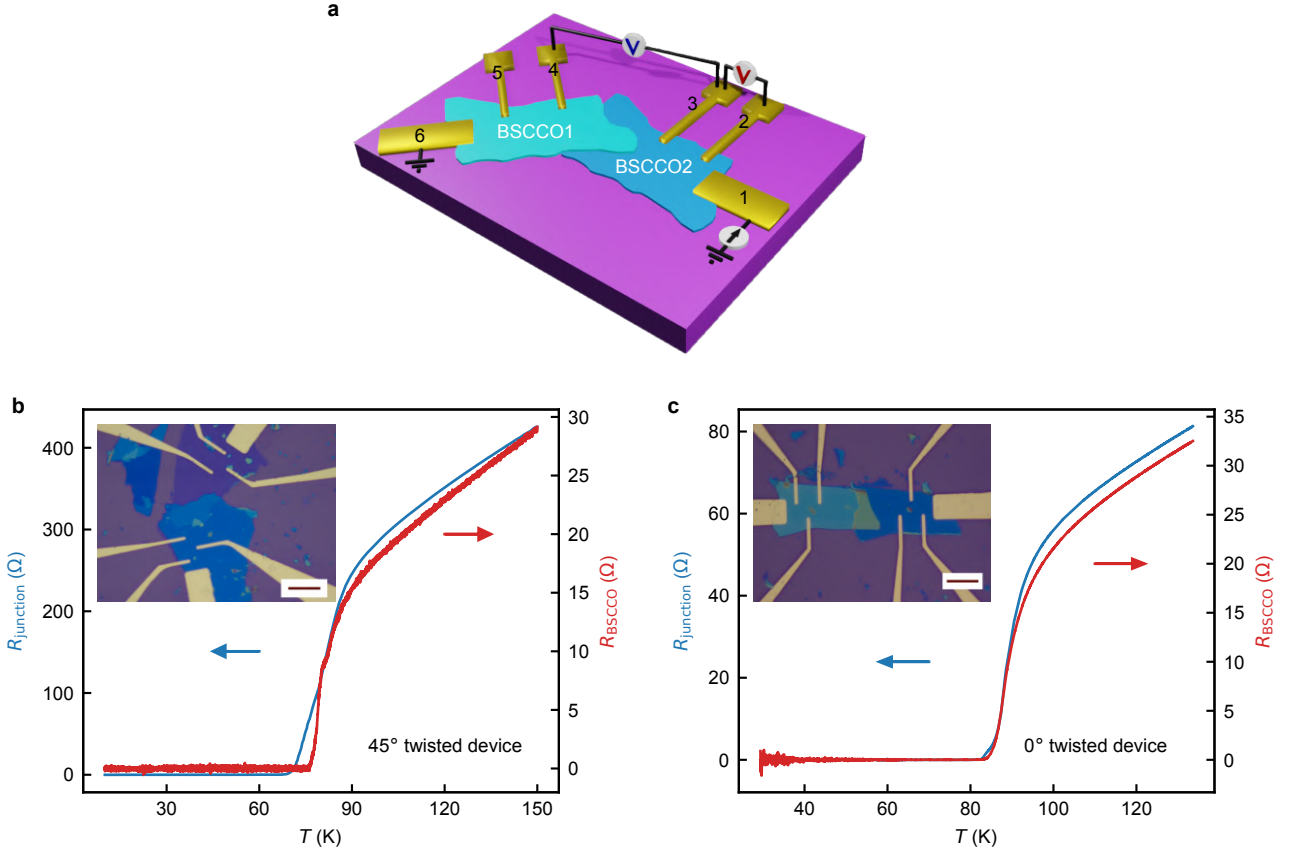 a
V
V
5
4
3
2
6
BSCCO1
BSCCO2
1
b
400
300
200
100
0
R_junction (Ω)
30
25
20
15
10
5
0
R_BSCCO (Ω)
45° twisted device
30
60
90
120
150
T (K)
c
80
60
40
20
0
R_junction (Ω)
35
30
25
20
15
10
5
0
R_BSCCO (Ω)
0° twisted device
40
60
80
100
120
T (K)